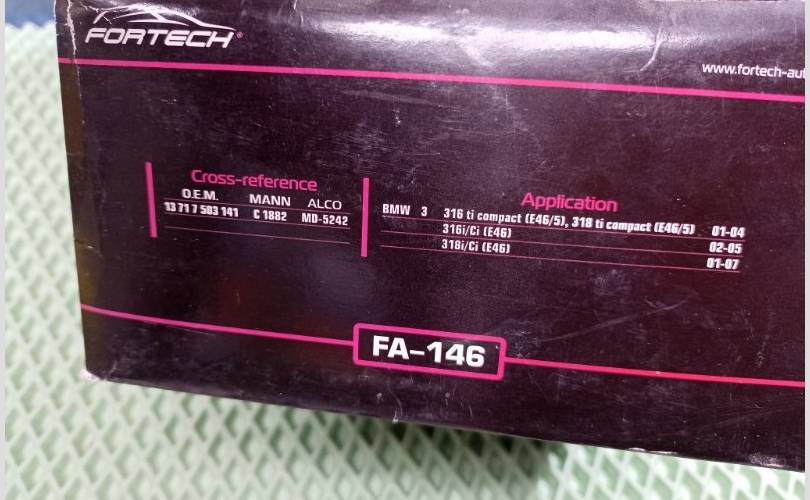 FORTECH®
www.fortech-aut
Cross-reference
O.E.M. MANN ALCO
13 71 7 503 141 C 1882 MD-5242
Application
BMW 3 316 ti compact (E46/5), 318 ti compact (E46/5) 01-04
316i/Ci (E46) 02-05
318i/Ci (E46) 01-07
FA-146